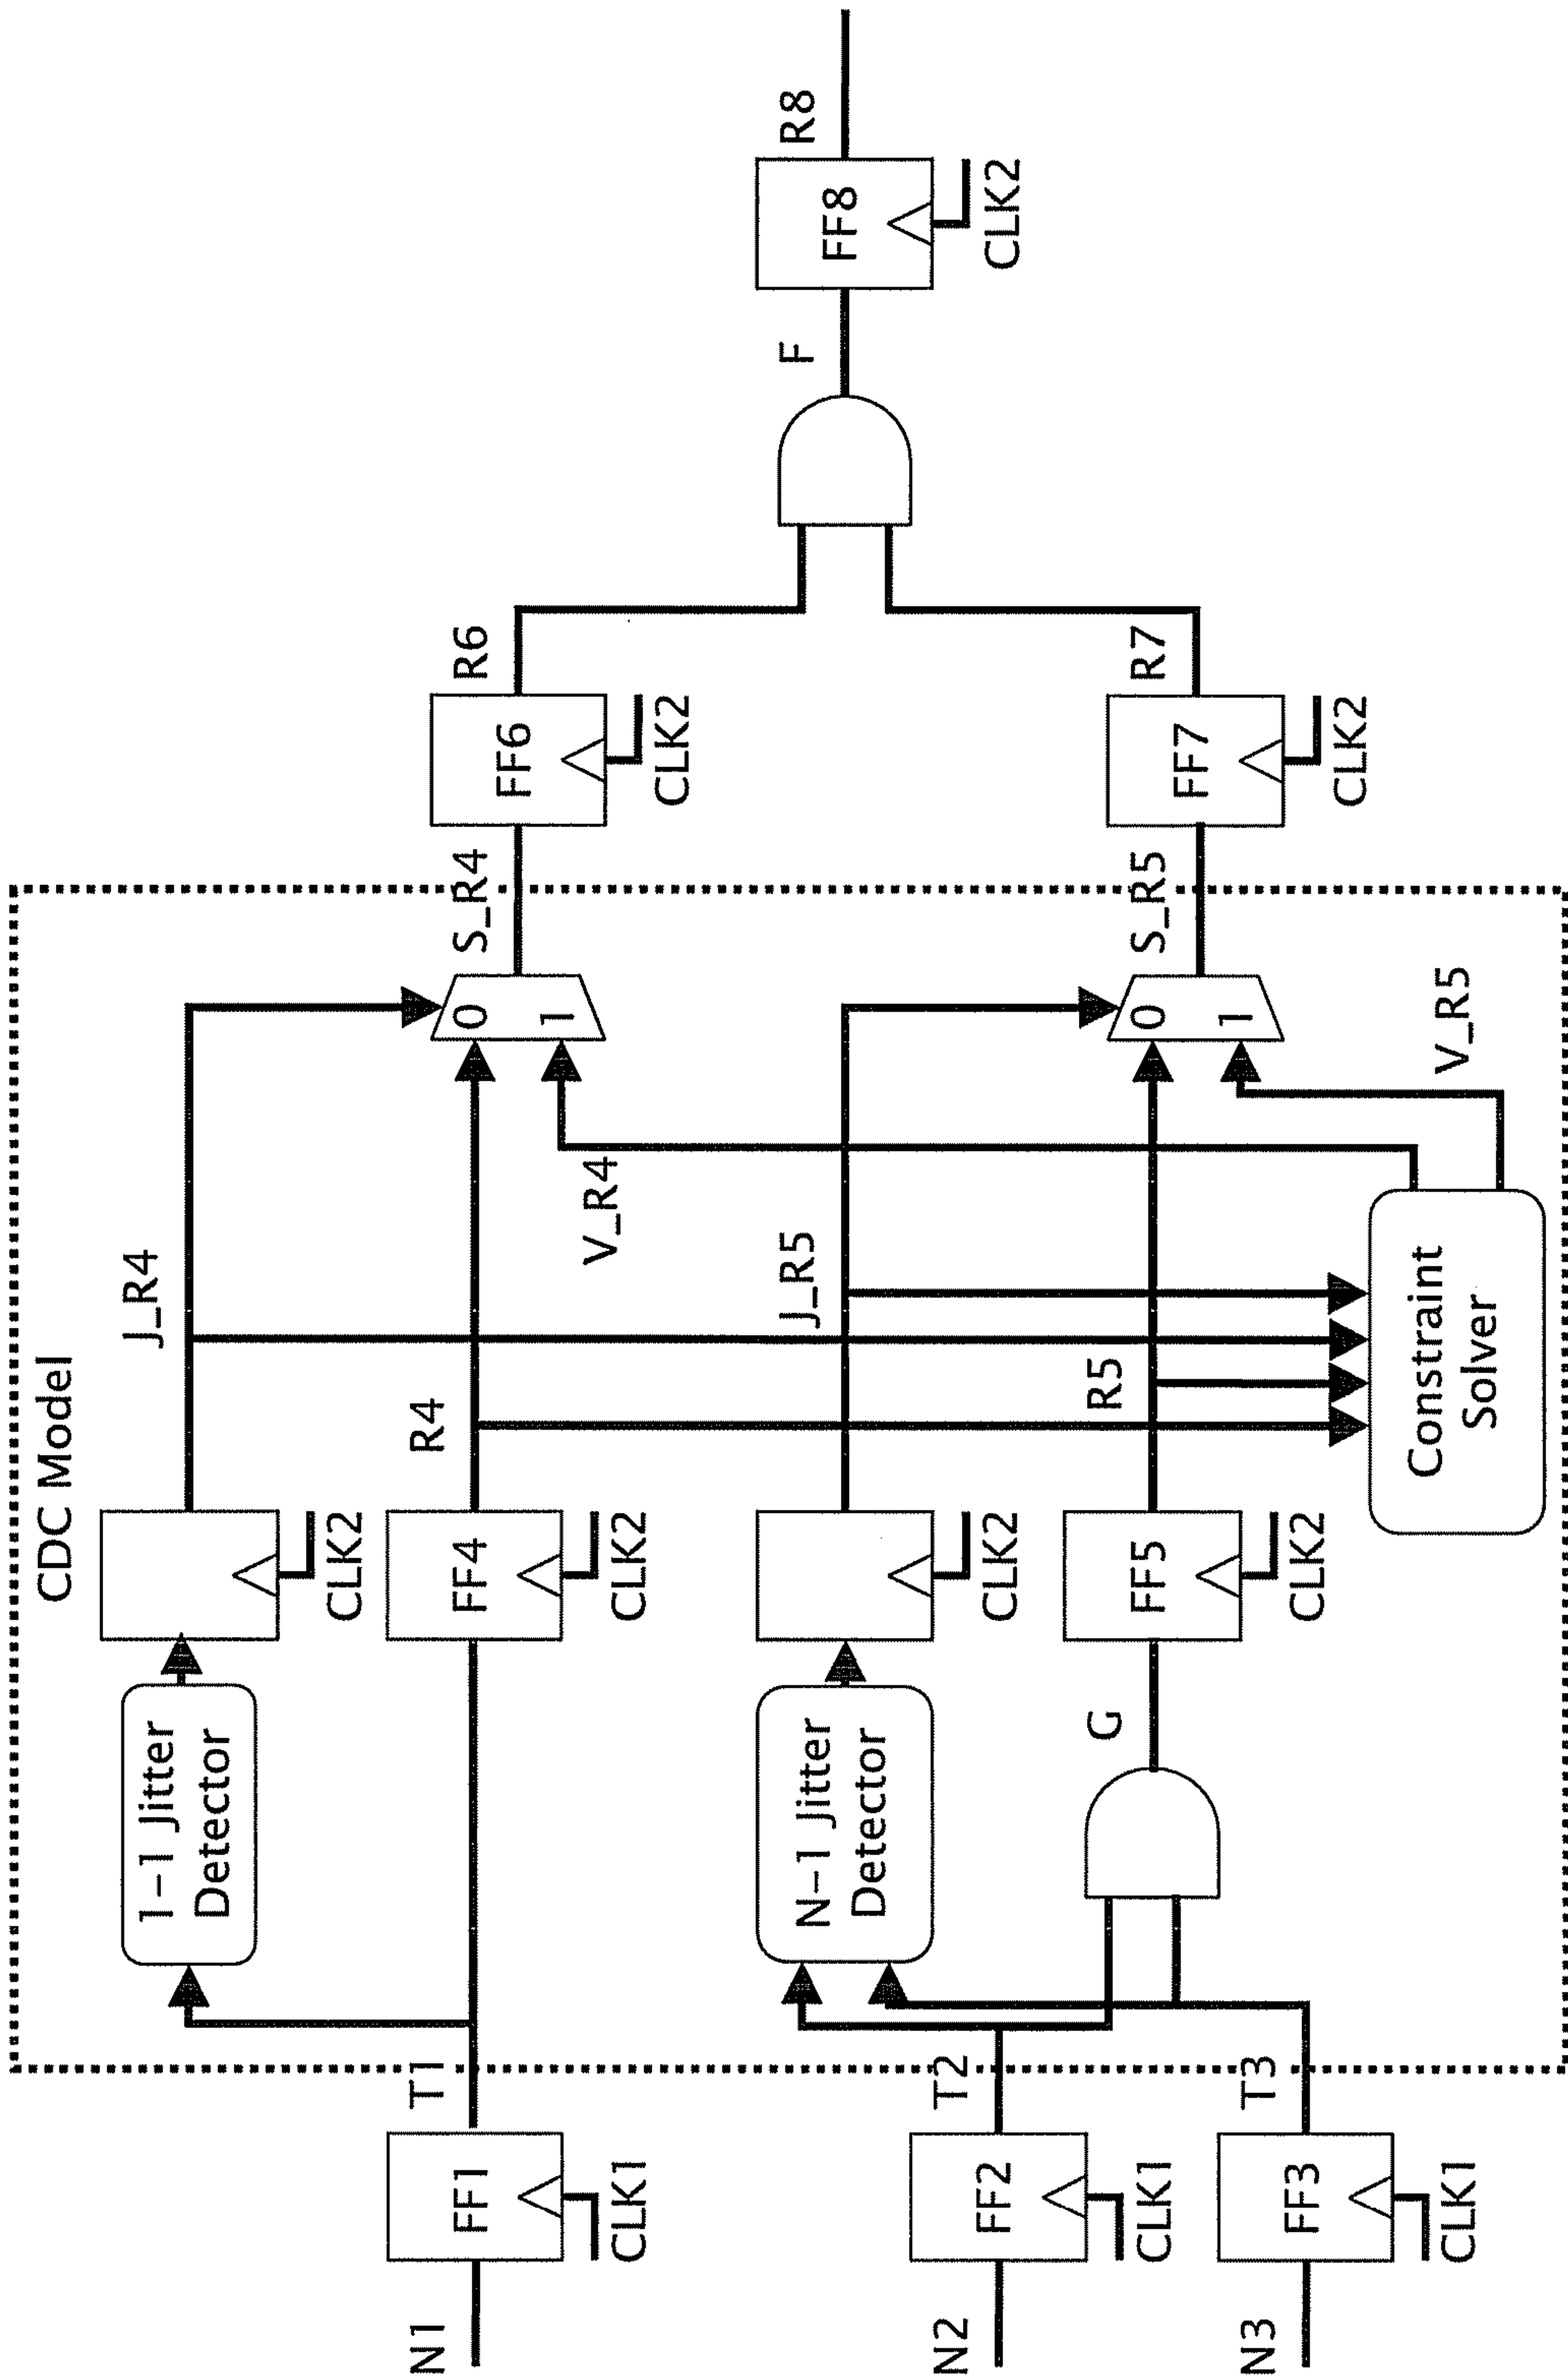 CDC Model
1-1 Jitter
Detector
CLK2
J_R4
N1
FF1
CLK1
T1
FF4
CLK2
R4
V_R4
0
1
S_R4
FF6
CLK2
R6
N-1 Jitter
Detector
CLK2
J_R5
F
FF8
CLK2
R8
N2
FF2
CLK1
T2
G
FF5
CLK2
R5
0
1
S_R5
FF7
CLK2
R7
N3
FF3
CLK1
T3
Constraint
Solver
V_R5